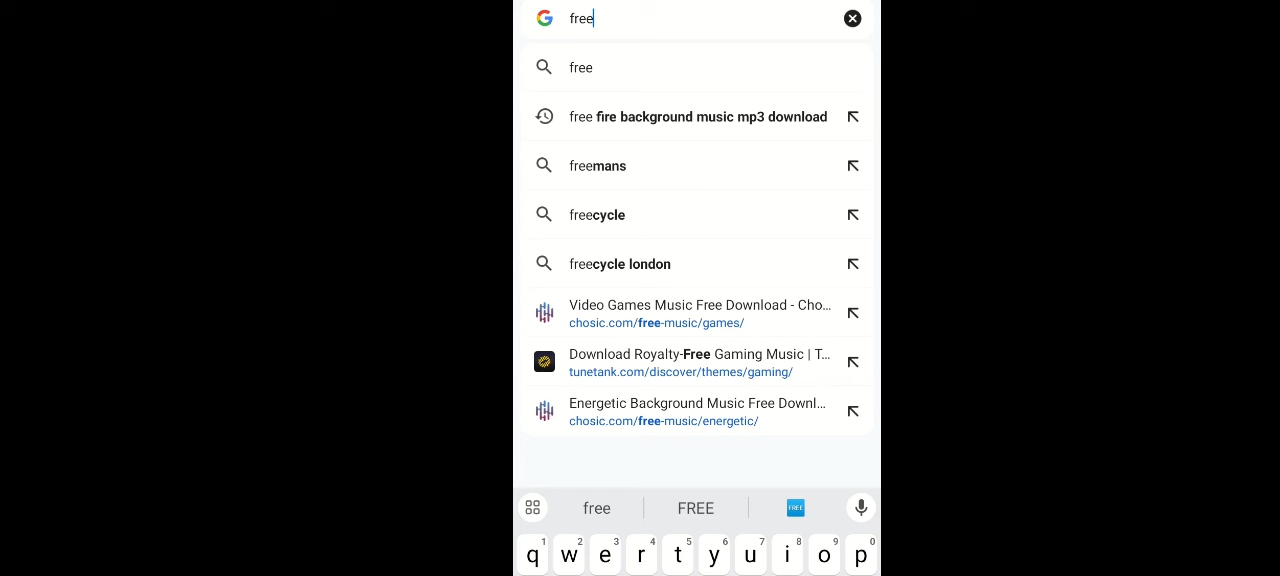 free
free
free fire background music mp3 download
freemans
freecycle
freecycle london
Video Games Music Free Download - Cho...
chosic.com/free-music/games/
Download Royalty-Free Gaming Music | T...
tunetank.com/discover/themes/gaming/
Energetic Background Music Free Downl...
chosic.com/free-music/energetic/
free FREE FREE
1 2 3 4 5 6 7 8 9 0
q w e r t y u i o p